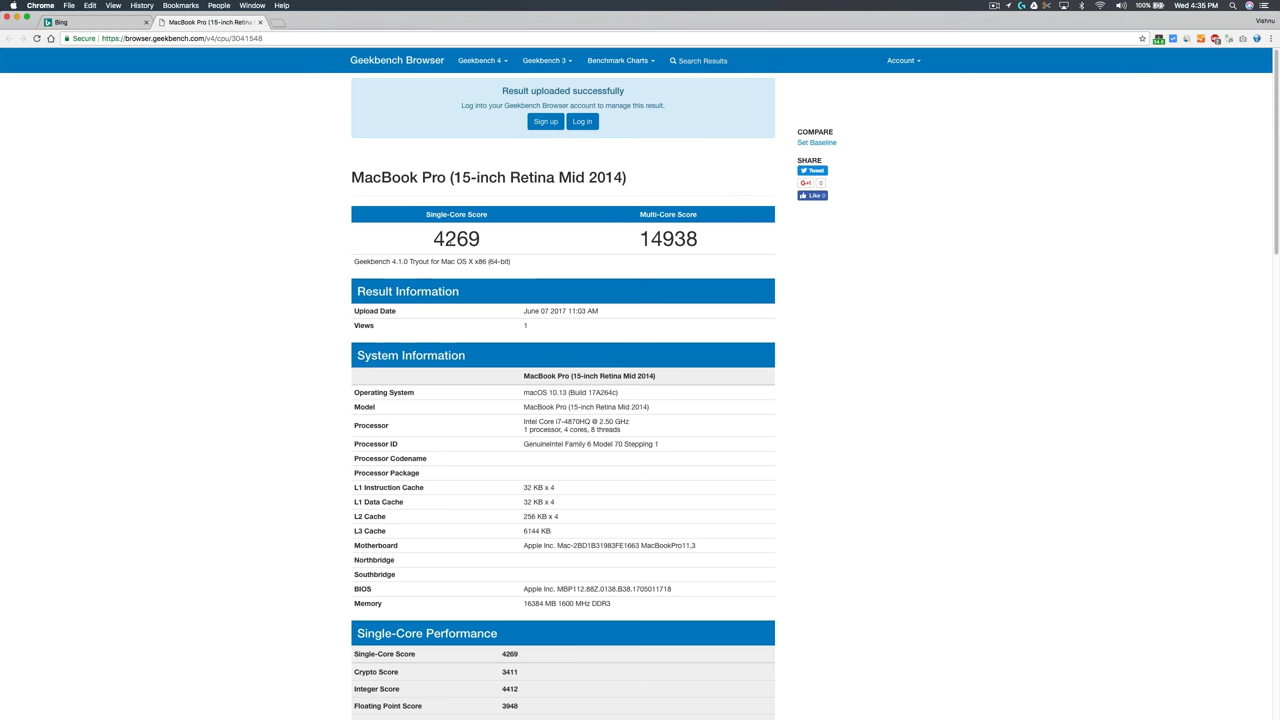 Chrome File Edit View History Bookmarks People Window Help 100% Wed 4:35 PM
Bing MacBook Pro (15-inch Retina Vishnu
Secure https://browser.geekbench.com/v4/cpu/3041548
Geekbench Browser Geekbench 4 Geekbench 3 Benchmark Charts Search Results Account
Result uploaded successfully
Log into your Geekbench Browser account to manage this result.
Sign up Log in
COMPARE
Set Baseline
SHARE
Tweet
G+1 0
Like 0
MacBook Pro (15-inch Retina Mid 2014)
Single-Core Score Multi-Core Score
4269 14938
Geekbench 4.1.0 Tryout for Mac OS X x86 (64-bit)
Result Information
Upload Date June 07 2017 11:03 AM
Views 1
System Information
MacBook Pro (15-inch Retina Mid 2014)
Operating System macOS 10.13 (Build 17A264c)
Model MacBook Pro (15-inch Retina Mid 2014)
Processor Intel Core i7-4870HQ @ 2.50 GHz
1 processor, 4 cores, 8 threads
Processor ID GenuineIntel Family 6 Model 70 Stepping 1
Processor Codename
Processor Package
L1 Instruction Cache 32 KB x 4
L1 Data Cache 32 KB x 4
L2 Cache 256 KB x 4
L3 Cache 6144 KB
Motherboard Apple Inc. Mac-2BD1B31983FE1663 MacBookPro11,3
Northbridge
Southbridge
BIOS Apple Inc. MBP112.88Z.0138.B38.1705011718
Memory 16384 MB 1600 MHz DDR3
Single-Core Performance
Single-Core Score 4269
Crypto Score 3411
Integer Score 4412
Floating Point Score 3948